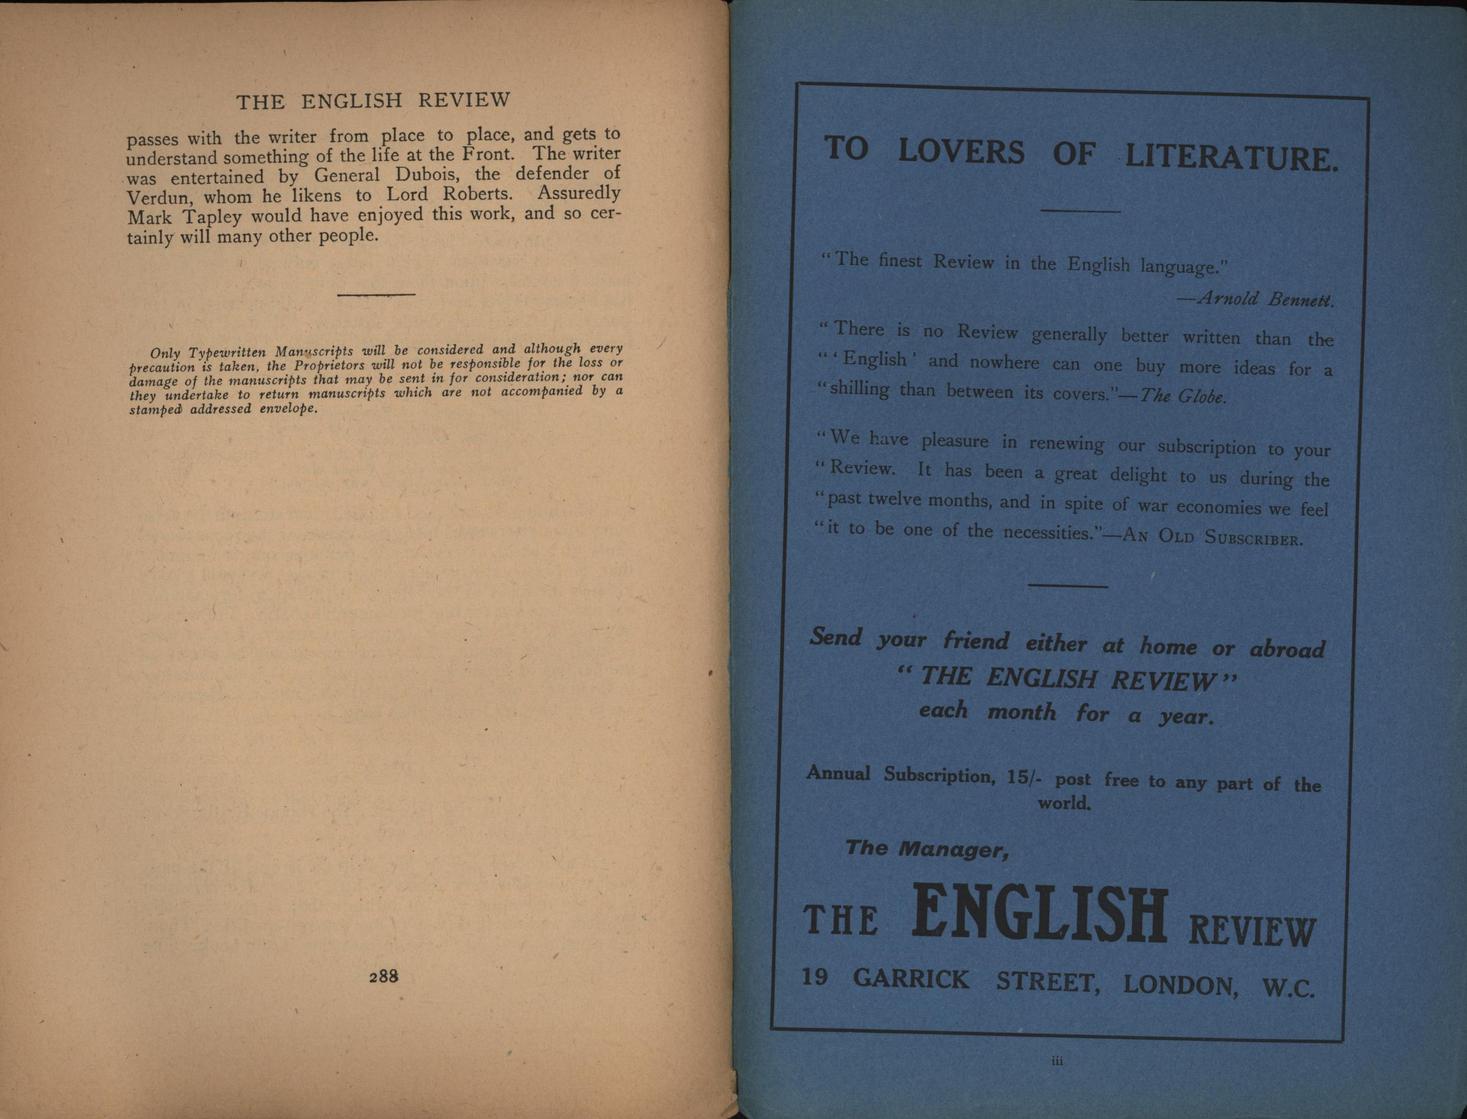 THE ENGLISH REVIEW
passes with the writer from place to place, and gets to
understand something of the life at the Front. The writer
was entertained by General Dubois, the defender of
Verdun, whom he likens to Lord Roberts. Assuredly
Mark Tapley would have enjoyed this work, and so cer-
tainly will many other people.
Only Typewritten Manuscripts will be considered and although every
precaution is taken, the Proprietors will not be responsible for the loss or
damage of the manuscripts that may be sent in for consideration; nor can
they undertake to return manuscripts which are not accompanied by a
stamped addressed envelope.
288
TO LOVERS OF LITERATURE.
"The finest Review in the English language."
—Arnold Bennett.
"There is no Review generally better written than the
"'English' and nowhere can one buy more ideas for a
"shilling than between its covers."—The Globe.
"We have pleasure in renewing our subscription to your
"Review. It has been a great delight to us during the
"past twelve months, and in spite of war economies we feel
"it to be one of the necessities."—AN OLD SUBSCRIBER.
Send your friend either at home or abroad
"THE ENGLISH REVIEW"
each month for a year.
Annual Subscription, 15/- post free to any part of the
world.
The Manager,
THE ENGLISH REVIEW
19 GARRICK STREET, LONDON, W.C.
iii